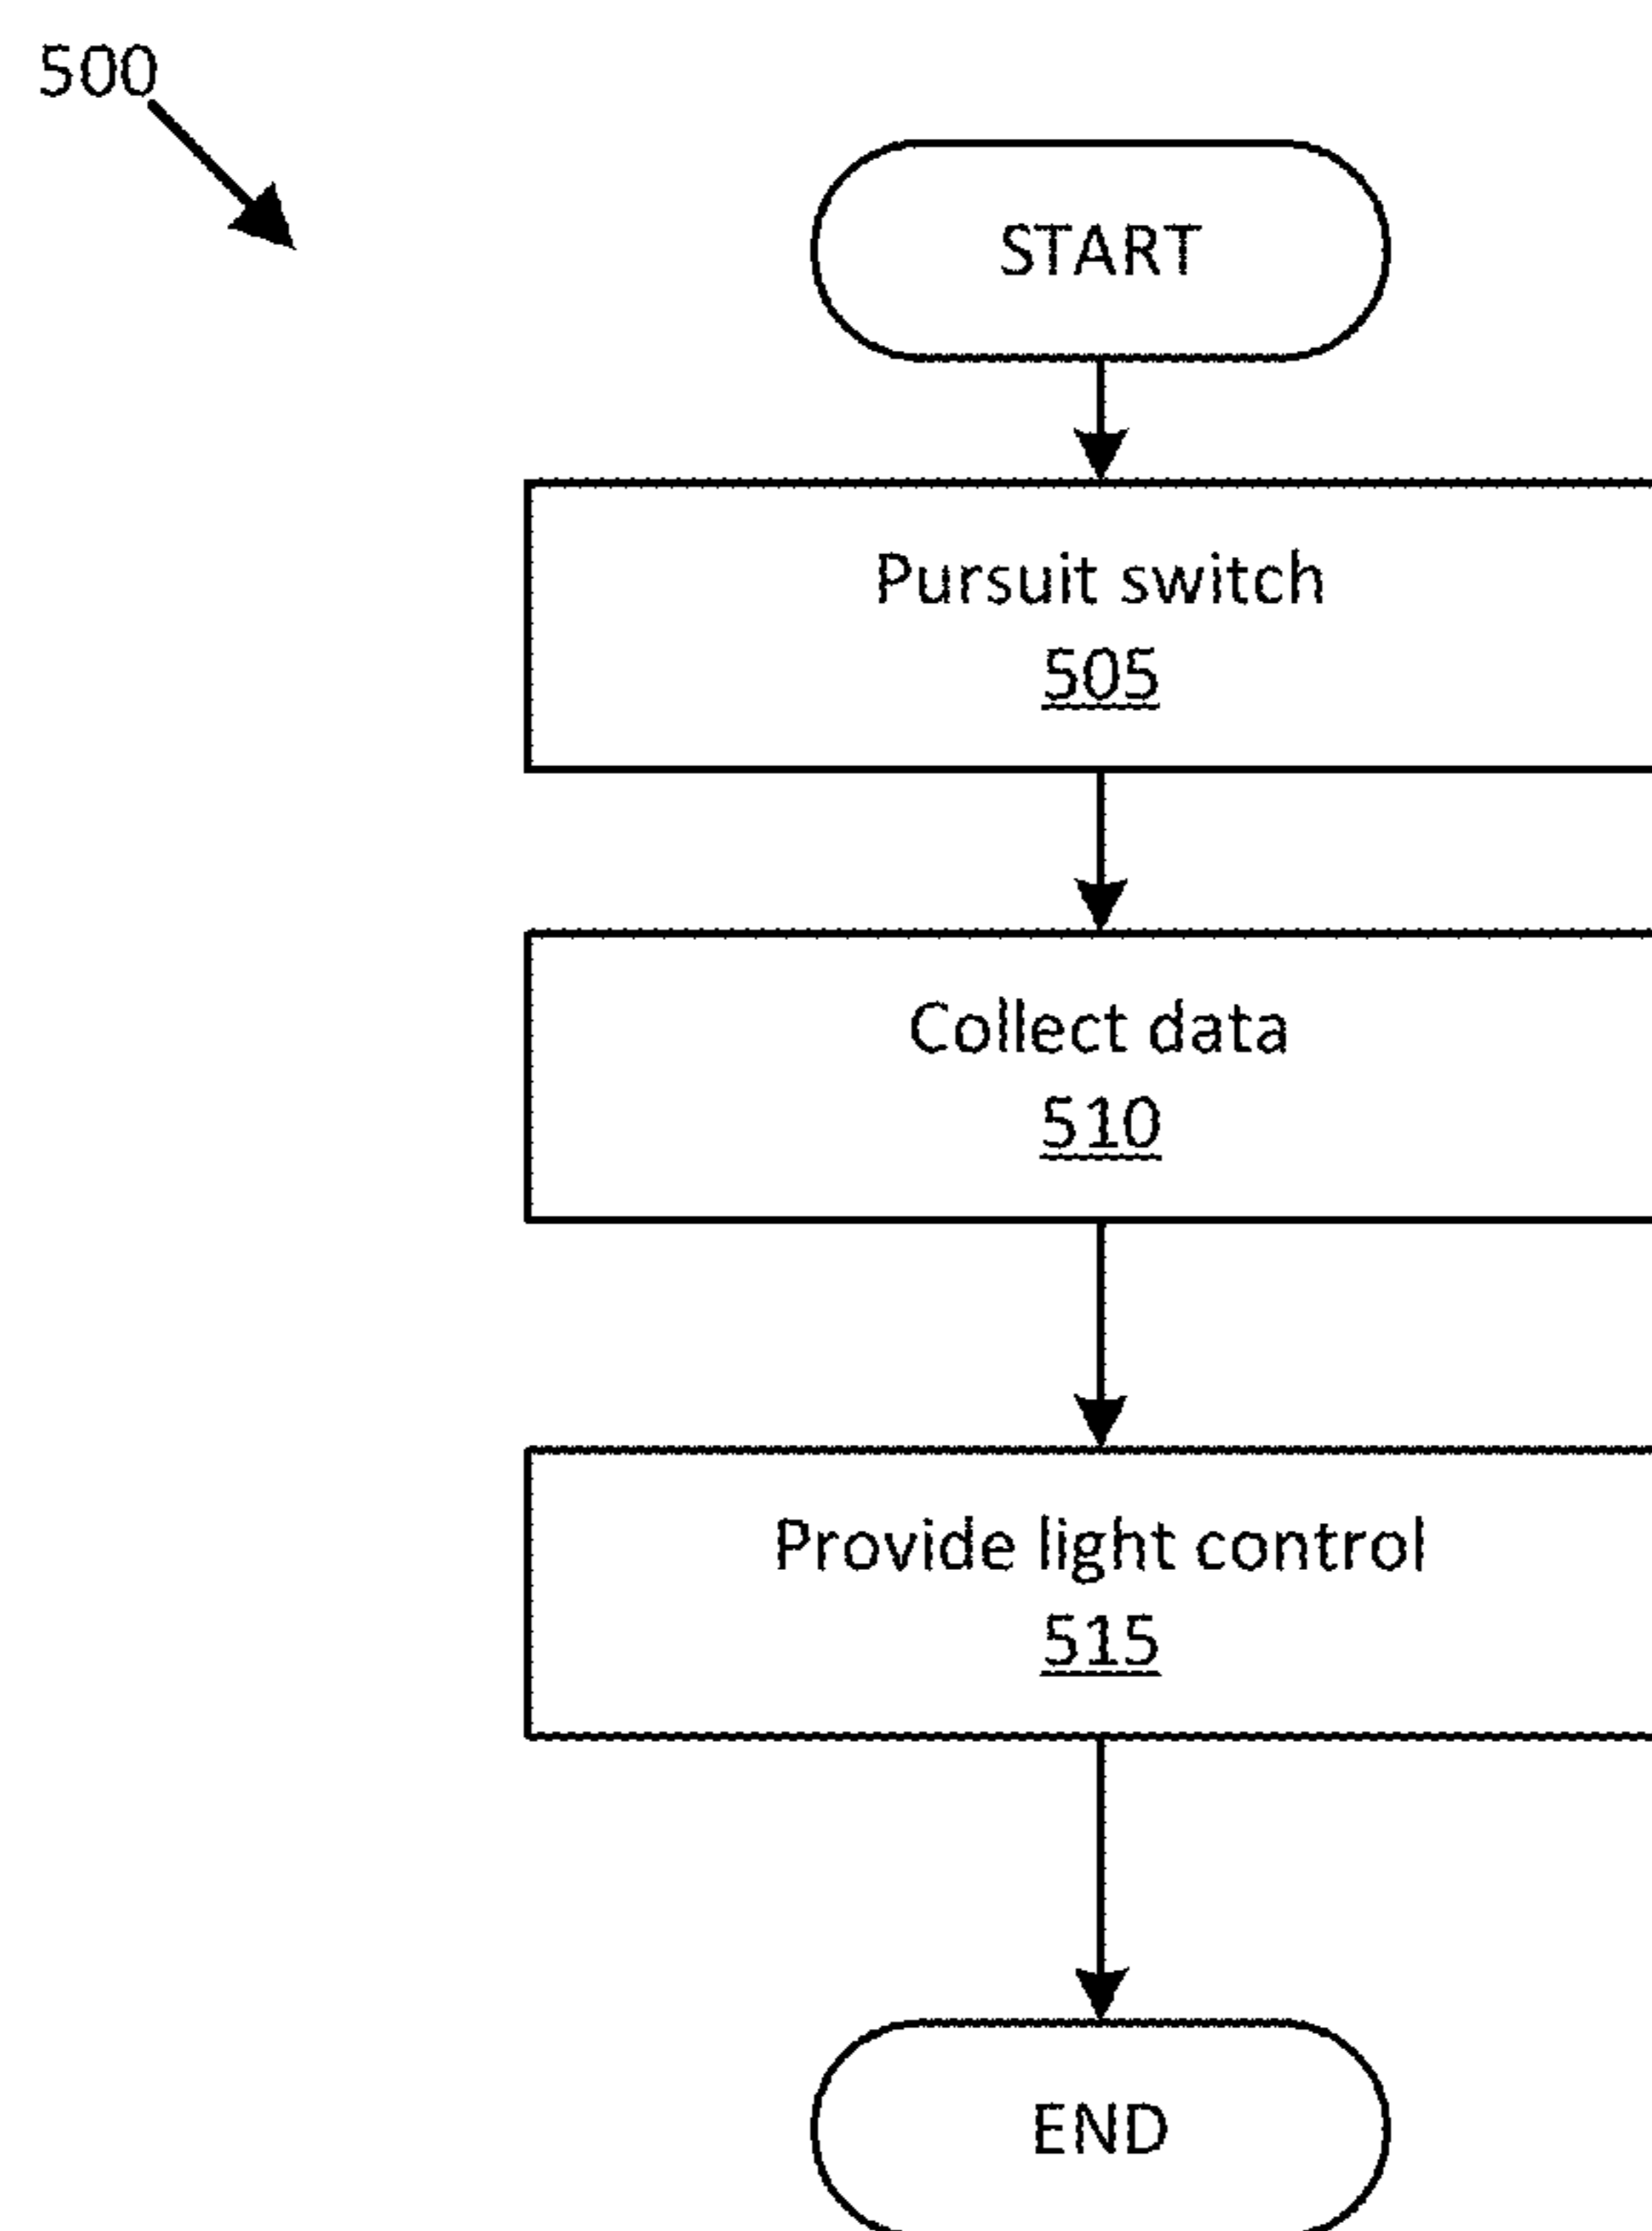 500
START
Pursuit switch
505
Collect data
510
Provide light control
515
END